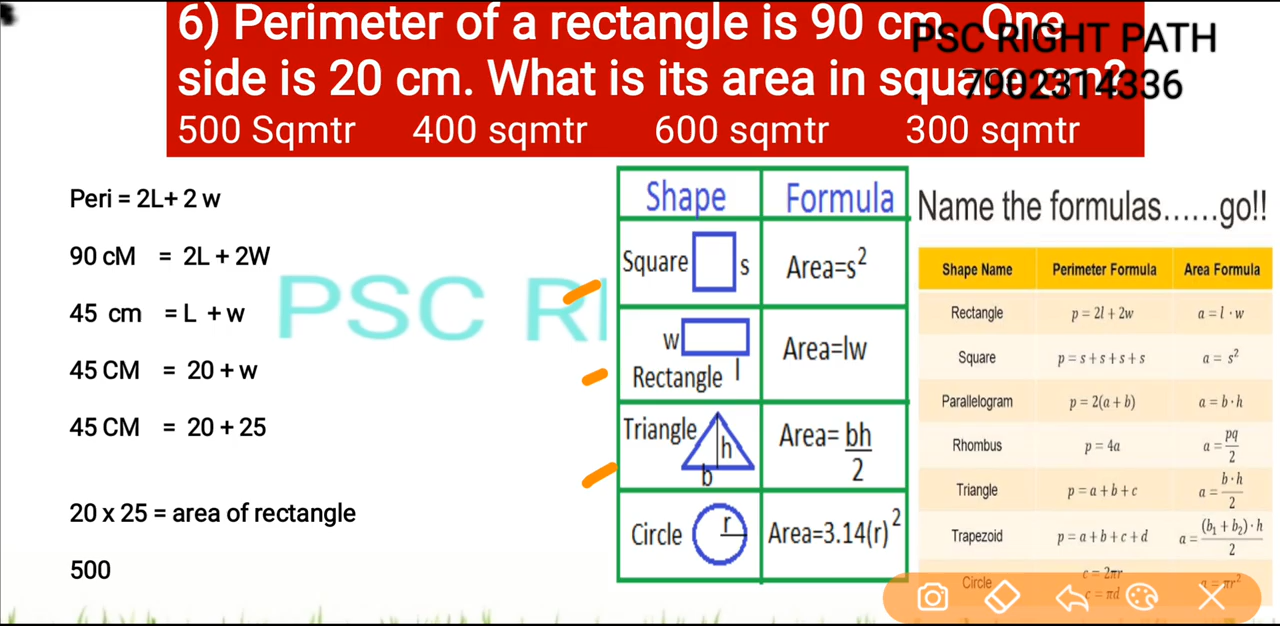 6) Perimeter of a rectangle is 90 cm. One
side is 20 cm. What is its area in square cm?
PSC RIGHT PATH
7902314336
500 Sqmtr 400 sqmtr 600 sqmtr 300 sqmtr
Peri = 2L+ 2 w
90 cM = 2L + 2W
45 cm = L + w
45 CM = 20 + w
45 CM = 20 + 25
20 x 25 = area of rectangle
500
PSC RI
Shape Formula
Square s Area=s²
w Rectangle l Area=lw
Triangle h b Area= bh/2
Circle r Area=3.14(r)²
Name the formulas......go!!
Shape Name Perimeter Formula Area Formula
Rectangle p = 2l + 2w a = l · w
Square p = s + s + s + s a = s²
Parallelogram p = 2(a + b) a = b · h
Rhombus p = 4a a = pq/2
Triangle p = a + b + c a = b · h/2
Trapezoid p = a + b + c + d a = (b₁ + b₂) · h/2
Circle c = 2πr a = πr²
c = πd